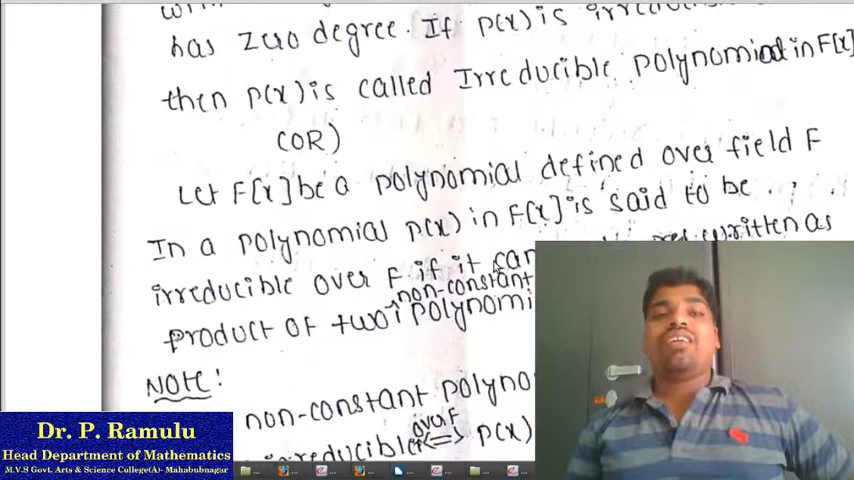 has zero degree. If p(x) is
then p(x) is called Irreducible polynomial in F[x]
(OR)
Let F[x] be a polynomial defined over field F
In a polynomial p(x) in F[x] is said to be
irreducible over F if it can written as
non-constant
product of two polynomi
NOTE:
non-constant polyno
over F
irreducible <=> p(x)
Dr. P. Ramulu
Head Department of Mathematics
M.V.S Govt. Arts & Science College(A)- Mahabubnagar